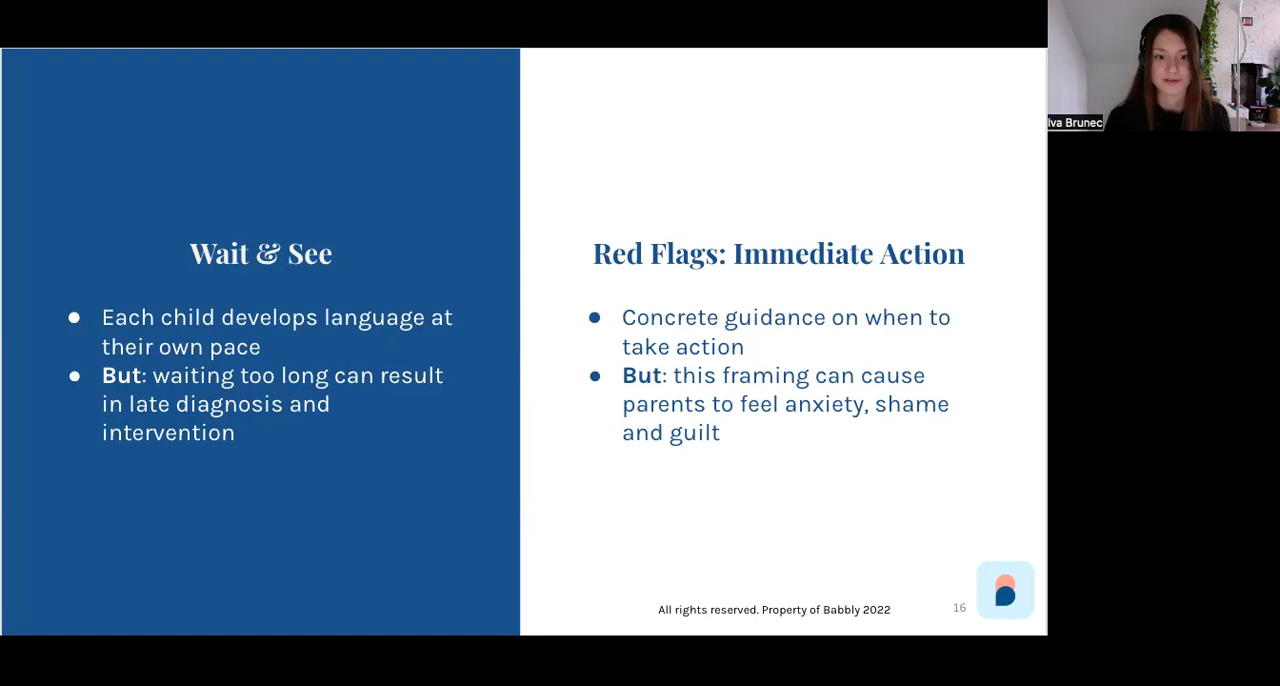 Wait & See
● Each child develops language at
their own pace
● But: waiting too long can result
in late diagnosis and
intervention
Red Flags: Immediate Action
● Concrete guidance on when to
take action
● But: this framing can cause
parents to feel anxiety, shame
and guilt
All rights reserved. Property of Babbly 2022
16
Iva Brunec